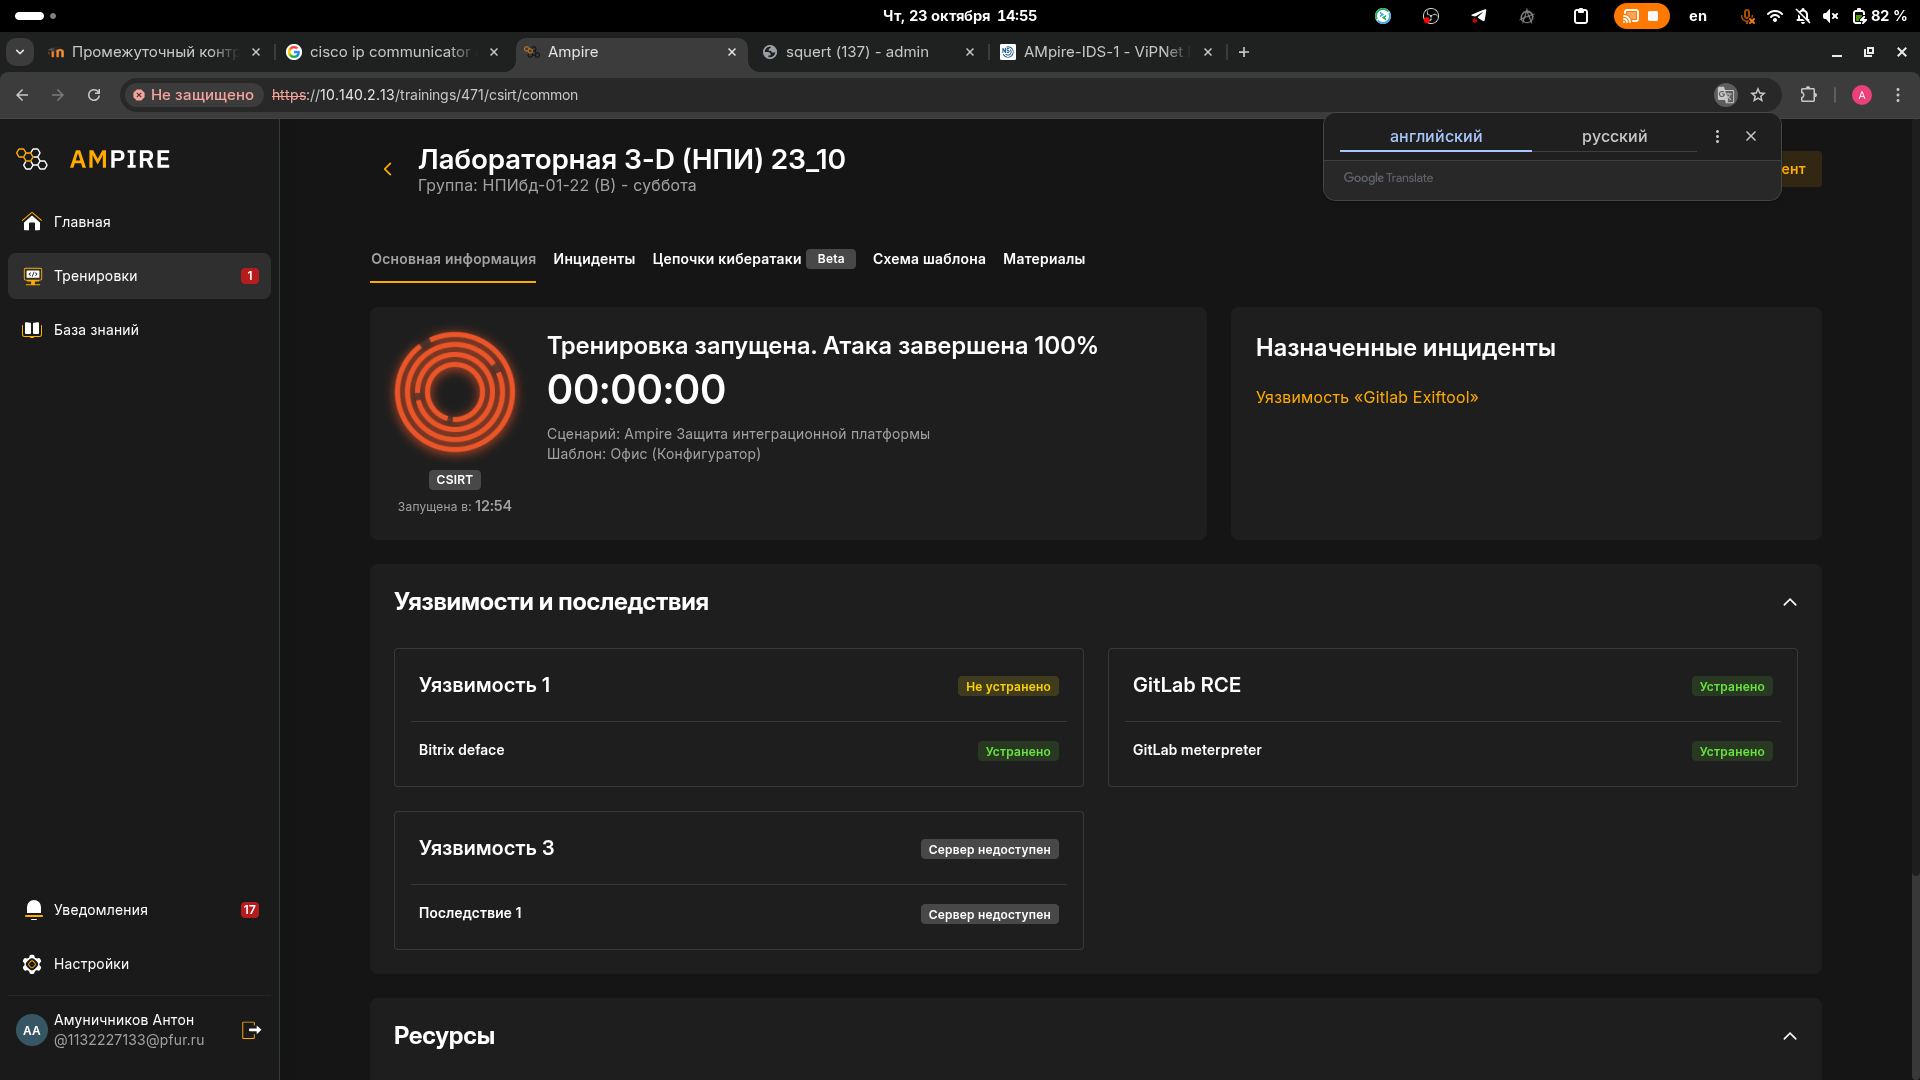 Чт, 23 октября 14:55
en
82 %
Промежуточный контр
cisco ip communicator
Ampire
squert (137) - admin
AMpire-IDS-1 - ViPNet
Не защищено
https://10.140.2.13/trainings/471/csirt/common
A
английский
русский
Google Translate
AMPIRE
Главная
Тренировки
1
База знаний
Уведомления
17
Настройки
АА
Амуничников Антон
@1132227133@pfur.ru
Лабораторная 3-D (НПИ) 23_10
Группа: НПИбд-01-22 (В) - суббота
ент
Основная информация
Инциденты
Цепочки кибератаки
Beta
Схема шаблона
Материалы
Тренировка запущена. Атака завершена 100%
00:00:00
Сценарий: Ampire Защита интеграционной платформы
Шаблон: Офис (Конфигуратор)
CSIRT
Запущена в: 12:54
Назначенные инциденты
Уязвимость «Gitlab Exiftool»
Уязвимости и последствия
Уязвимость 1
Не устранено
Bitrix deface
Устранено
GitLab RCE
Устранено
GitLab meterpreter
Устранено
Уязвимость 3
Сервер недоступен
Последствие 1
Сервер недоступен
Ресурсы